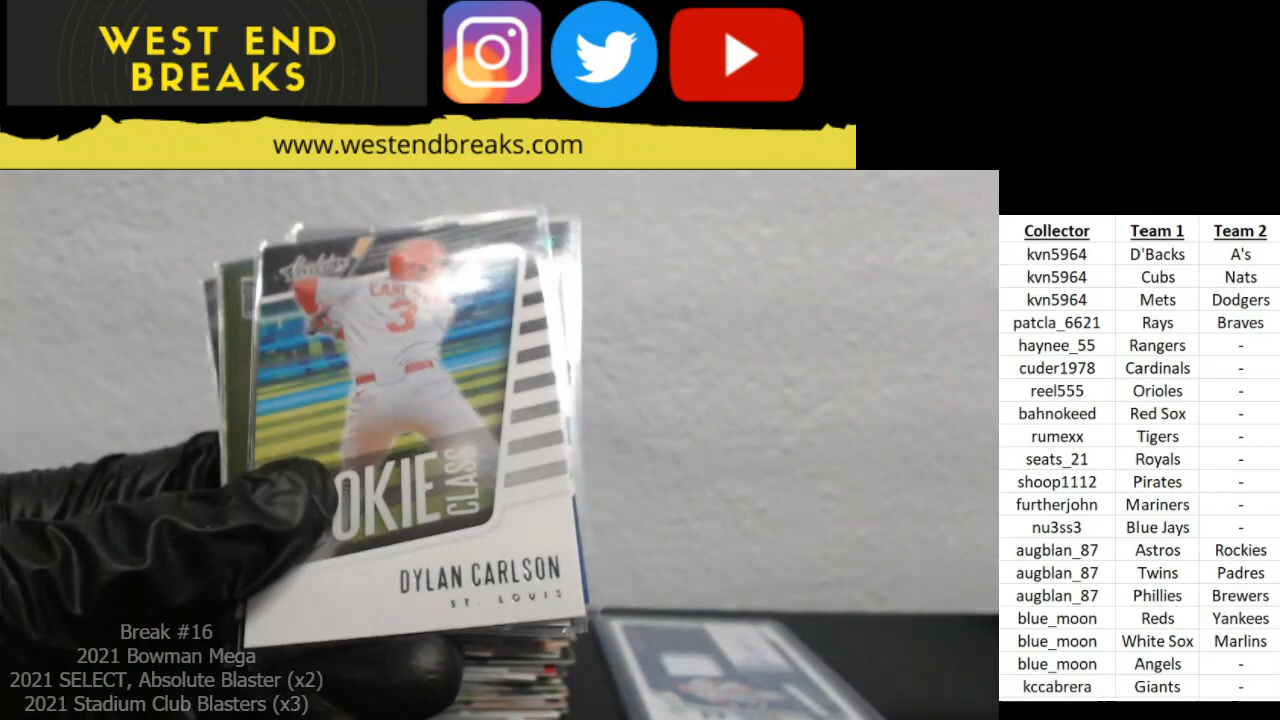 WEST END
BREAKS
www.westendbreaks.com
Absolute
CARLSON
3
OKIE
CLASS
DYLAN CARLSON
ST. LOUIS
Break #16
2021 Bowman Mega
2021 SELECT, Absolute Blaster (x2)
2021 Stadium Club Blasters (x3)
Collector Team 1 Team 2
kvn5964 D'Backs A's
kvn5964 Cubs Nats
kvn5964 Mets Dodgers
patcla_6621 Rays Braves
haynee_55 Rangers -
cuder1978 Cardinals -
reel555 Orioles -
bahnokeed Red Sox -
rumexx Tigers -
seats_21 Royals -
shoop1112 Pirates -
furtherjohn Mariners -
nu3ss3 Blue Jays -
augblan_87 Astros Rockies
augblan_87 Twins Padres
augblan_87 Phillies Brewers
blue_moon Reds Yankees
blue_moon White Sox Marlins
blue_moon Angels -
kccabrera Giants -